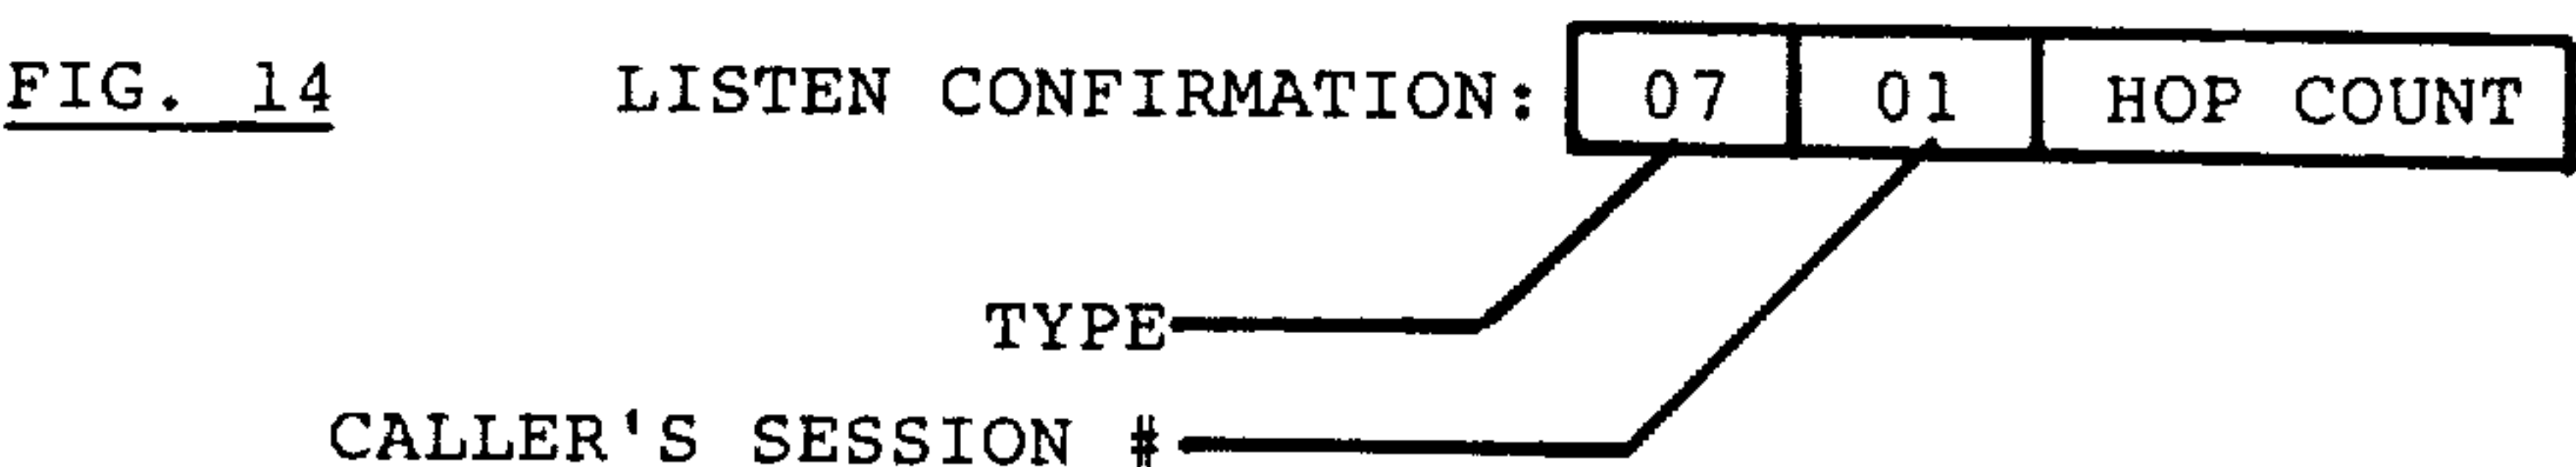 FIG. 14 LISTEN CONFIRMATION: 07 01 HOP COUNT
TYPE
CALLER'S SESSION #